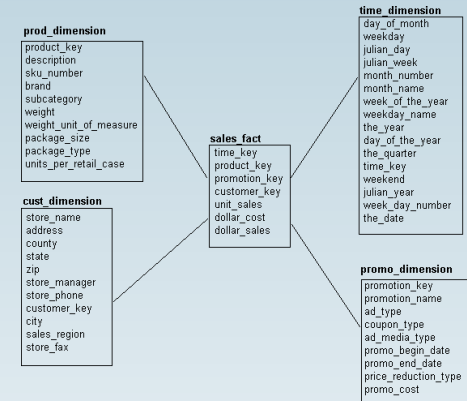 prod_dimension
product_key
description
sku_number
brand
subcategory
weight
weight_unit_of_measure
package_size
package_type
units_per_retail_case
cust_dimension
store_name
address
county
state
zip
store_manager
store_phone
customer_key
city
sales_region
store_fax
sales_fact
time_key
product_key
promotion_key
customer_key
unit_sales
dollar_cost
dollar_sales
time_dimension
day_of_month
weekday
julian_day
julian_week
month_number
month_name
week_of_the_year
weekday_name
the_year
day_of_the_year
the_quarter
time_key
weekend
julian_year
week_day_number
the_date
promo_dimension
promotion_key
promotion_name
ad_type
coupon_type
ad_media_type
promo_begin_date
promo_end_date
price_reduction_type
promo_cost